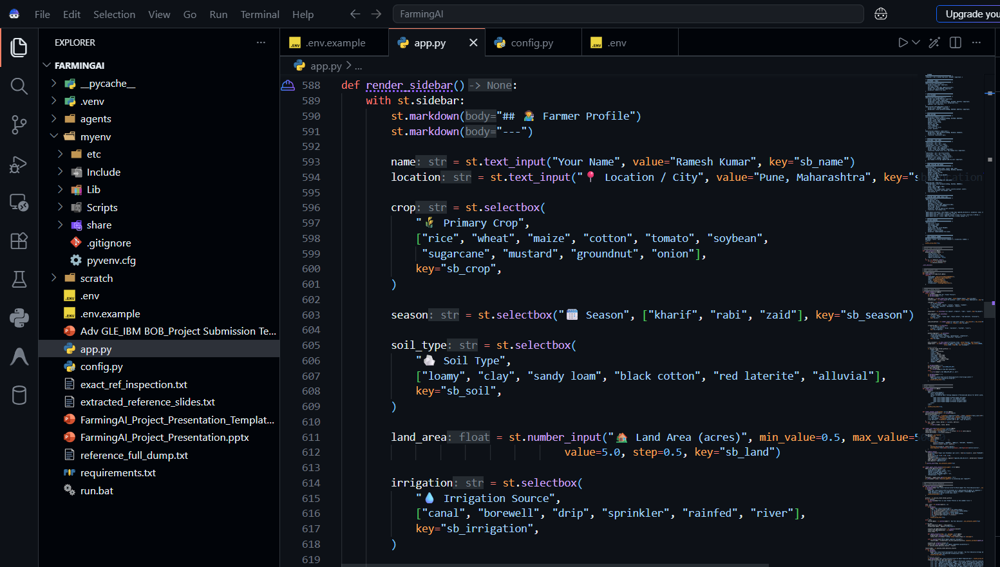 File Edit Selection View Go Run Terminal Help
FarmingAI
Upgrade you
EXPLORER
FARMINGAI
__pycache__
.venv
agents
myenv
etc
Include
Lib
Scripts
share
.gitignore
pyvenv.cfg
scratch
.env
.env.example
Adv GLE_IBM BOB_Project Submission Te...
app.py
config.py
exact_ref_inspection.txt
extracted_reference_slides.txt
FarmingAI_Project_Presentation_Templat...
FarmingAI_Project_Presentation.pptx
reference_full_dump.txt
requirements.txt
run.bat
.env.example
app.py
config.py
.env
app.py > ...
588 def render_sidebar() -> None:
589 with st.sidebar:
590 st.markdown(body="## 👩‍🌾 Farmer Profile")
591 st.markdown(body="---")
592
593 name: str = st.text_input("Your Name", value="Ramesh Kumar", key="sb_name")
594 location: str = st.text_input("📍 Location / City", value="Pune, Maharashtra", key="sb_location
595
596 crop: str = st.selectbox(
597 "🌾 Primary Crop",
598 ["rice", "wheat", "maize", "cotton", "tomato", "soybean",
599 "sugarcane", "mustard", "groundnut", "onion"],
600 key="sb_crop",
601 )
602
603 season: str = st.selectbox("🗓️ Season", ["kharif", "rabi", "zaid"], key="sb_season")
604
605 soil_type: str = st.selectbox(
606 "🪨 Soil Type",
607 ["loamy", "clay", "sandy loam", "black cotton", "red laterite", "alluvial"],
608 key="sb_soil",
609 )
610
611 land_area: float = st.number_input("🏡 Land Area (acres)", min_value=0.5, max_value=5
612 value=5.0, step=0.5, key="sb_land")
613
614 irrigation: str = st.selectbox(
615 "💧 Irrigation Source",
616 ["canal", "borewell", "drip", "sprinkler", "rainfed", "river"],
617 key="sb_irrigation",
618 )
619